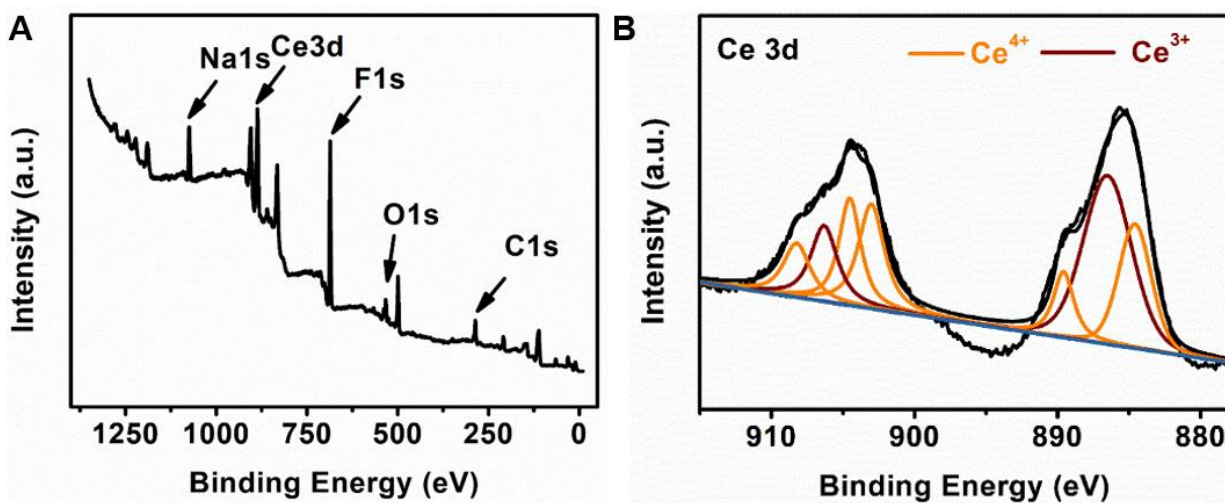 A
Na1s
Ce3d
F1s
O1s
C1s
Intensity (a.u.)
1250 1000 750 500 250 0
Binding Energy (eV)
B
Ce 3d
Ce⁴⁺
Ce³⁺
Intensity (a.u.)
910 900 890 880
Binding Energy (eV)